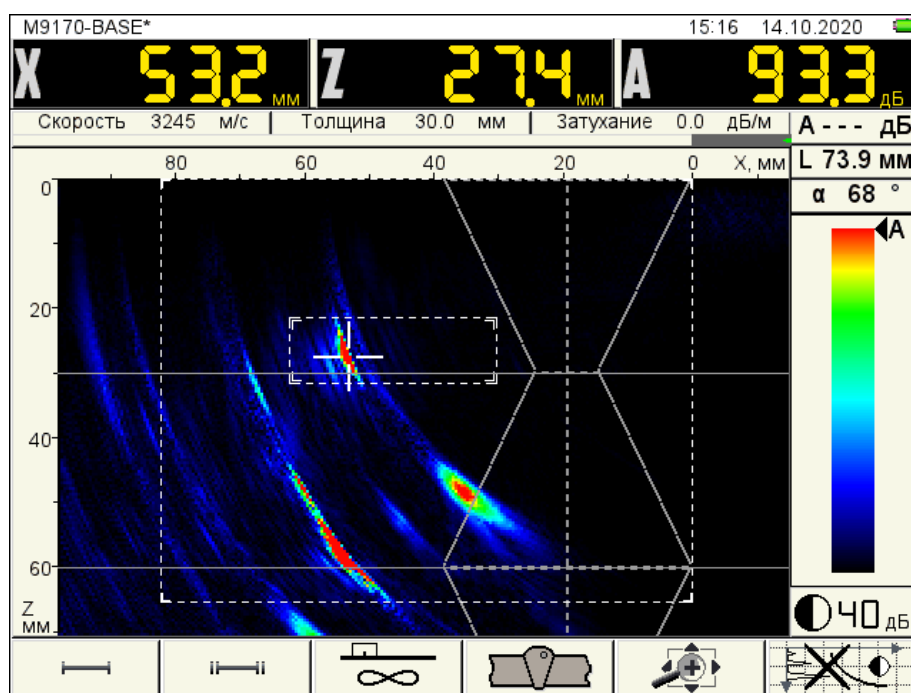 M9170-BASE* 15:16 14.10.2020
X 53.2 мм Z 27.4 мм A 93.3 дБ
Скорость 3245 м/с Толщина 30.0 мм Затухание 0.0 дБ/м A --- дБ
80 60 40 20 0 X, мм L 73.9 мм
α 68 °
0
A
20
40
60
Z
мм
40 дБ